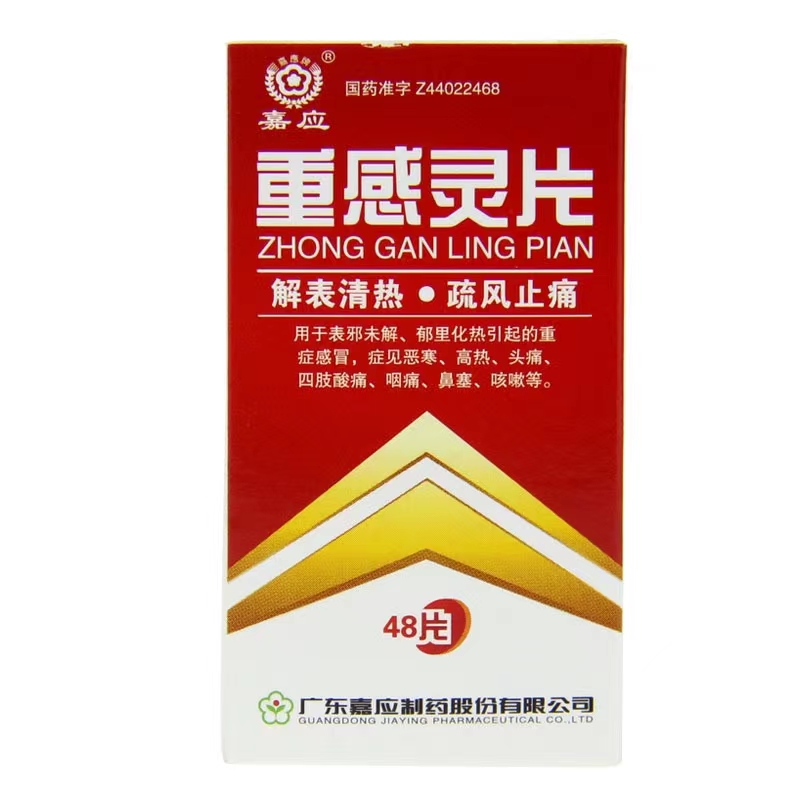 嘉應牌
®
嘉应
国药准字 Z44022468
重感灵片
ZHONG GAN LING PIAN
解表清热 • 疏风止痛
用于表邪未解、郁里化热引起的重
症感冒，症见恶寒、高热、头痛、
四肢酸痛、咽痛、鼻塞、咳嗽等。
48片
广东嘉应制药股份有限公司
GUANGDONG JIAYING PHARMACEUTICAL CO.,LTD